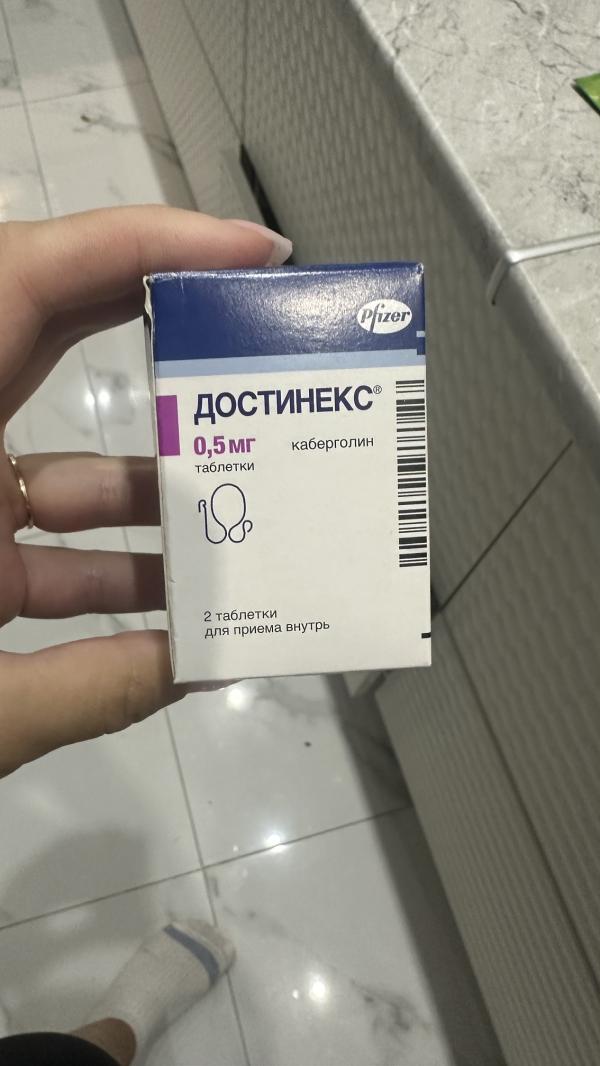 Pfizer
ДОСТИНЕКС®
0,5 мг каберголин
таблетки
2 таблетки
для приема внутрь